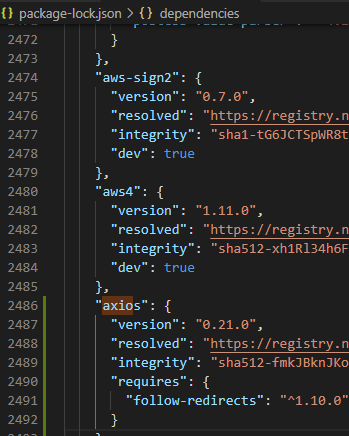 {} package-lock.json > {} dependencies
2472 }
2473 },
2474 "aws-sign2": {
2475 "version": "0.7.0",
2476 "resolved": "https://registry.n
2477 "integrity": "sha1-tG6JCTSpWR8t
2478 "dev": true
2479 },
2480 "aws4": {
2481 "version": "1.11.0",
2482 "resolved": "https://registry.n
2483 "integrity": "sha512-xh1Rl34h6F
2484 "dev": true
2485 },
2486 "axios": {
2487 "version": "0.21.0",
2488 "resolved": "https://registry.n
2489 "integrity": "sha512-fmkJBknJKo
2490 "requires": {
2491 "follow-redirects": "^1.10.0"
2492 }